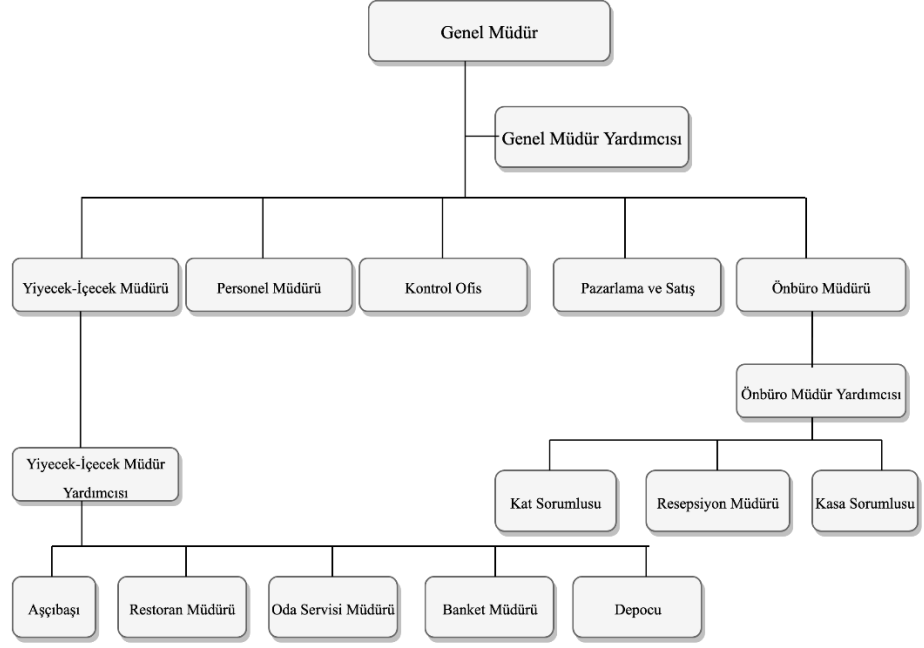 Genel Müdür
Genel Müdür Yardımcısı
Yiyecek-İçecek Müdürü
Personel Müdürü
Kontrol Ofis
Pazarlama ve Satış
Önbüro Müdürü
Önbüro Müdür Yardımcısı
Yiyecek-İçecek Müdür
Yardımcısı
Kat Sorumlusu
Resepsiyon Müdürü
Kasa Sorumlusu
Aşçıbaşı
Restoran Müdürü
Oda Servisi Müdürü
Banket Müdürü
Depocu